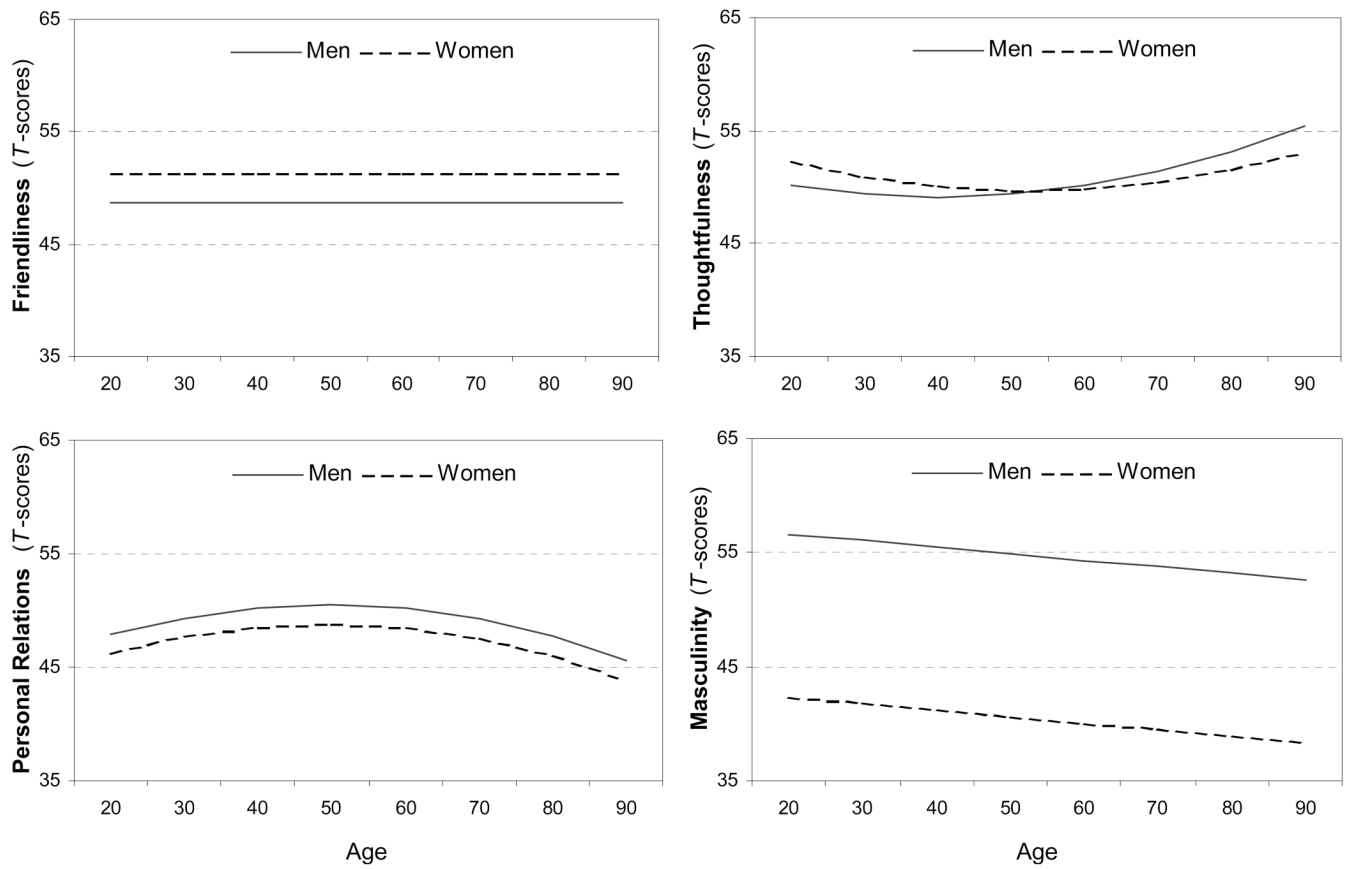 65
55
45
35
Friendliness (T-scores)
Men Women
20 30 40 50 60 70 80 90
65
55
45
35
Thoughtfulness (T-scores)
Men Women
20 30 40 50 60 70 80 90
65
55
45
35
Personal Relations (T-scores)
Men Women
20 30 40 50 60 70 80 90
Age
65
55
45
35
Masculinity (T-scores)
Men Women
20 30 40 50 60 70 80 90
Age